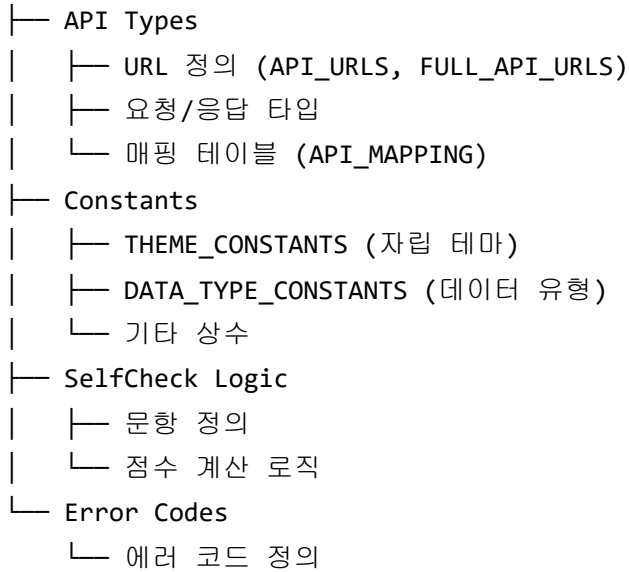 ├── API Types
│   ├── URL 정의 (API_URLS, FULL_API_URLS)
│   ├── 요청/응답 타입
│   └── 매핑 테이블 (API_MAPPING)
├── Constants
│   ├── THEME_CONSTANTS (자립 테마)
│   ├── DATA_TYPE_CONSTANTS (데이터 유형)
│   └── 기타 상수
├── SelfCheck Logic
│   ├── 문항 정의
│   └── 점수 계산 로직
└── Error Codes
    └── 에러 코드 정의